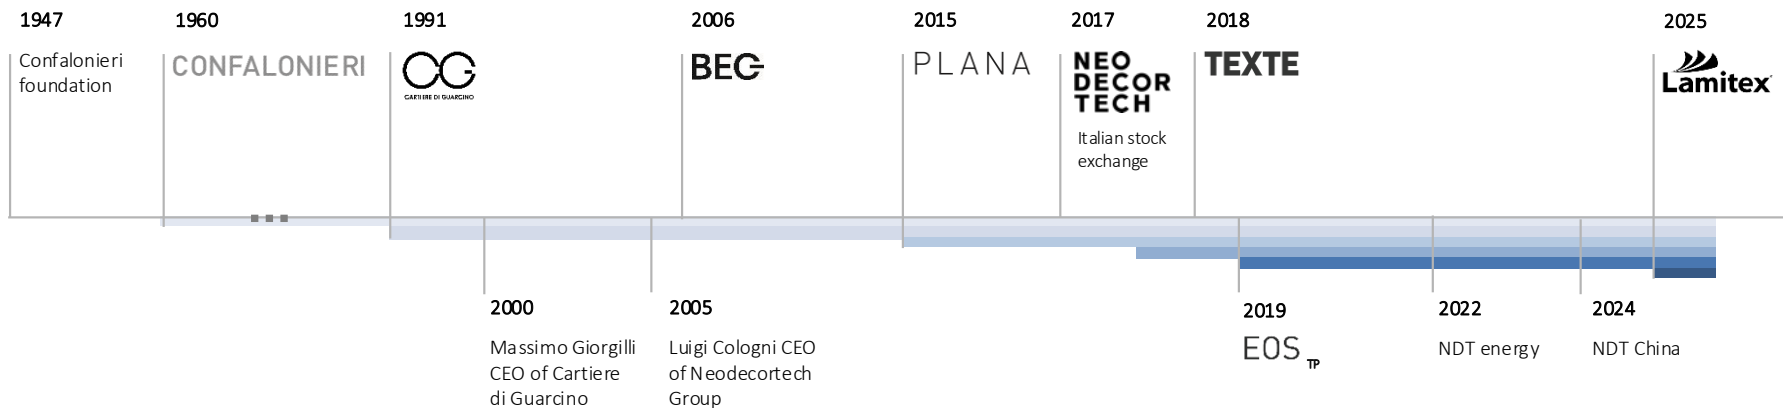 1947
Confalonieri
foundation
1960
CONFALONIERI
1991
CG
CARTIERE DI GUARCINO
2006
BEG
2015
PLANA
2017
NEO
DECOR
TECH
Italian stock
exchange
2018
TEXTE
2025
Lamitex
2000
Massimo Giorgilli
CEO of Cartiere
di Guarcino
2005
Luigi Cologni CEO
of Neodecortech
Group
2019
EOS TP
2022
NDT energy
2024
NDT China